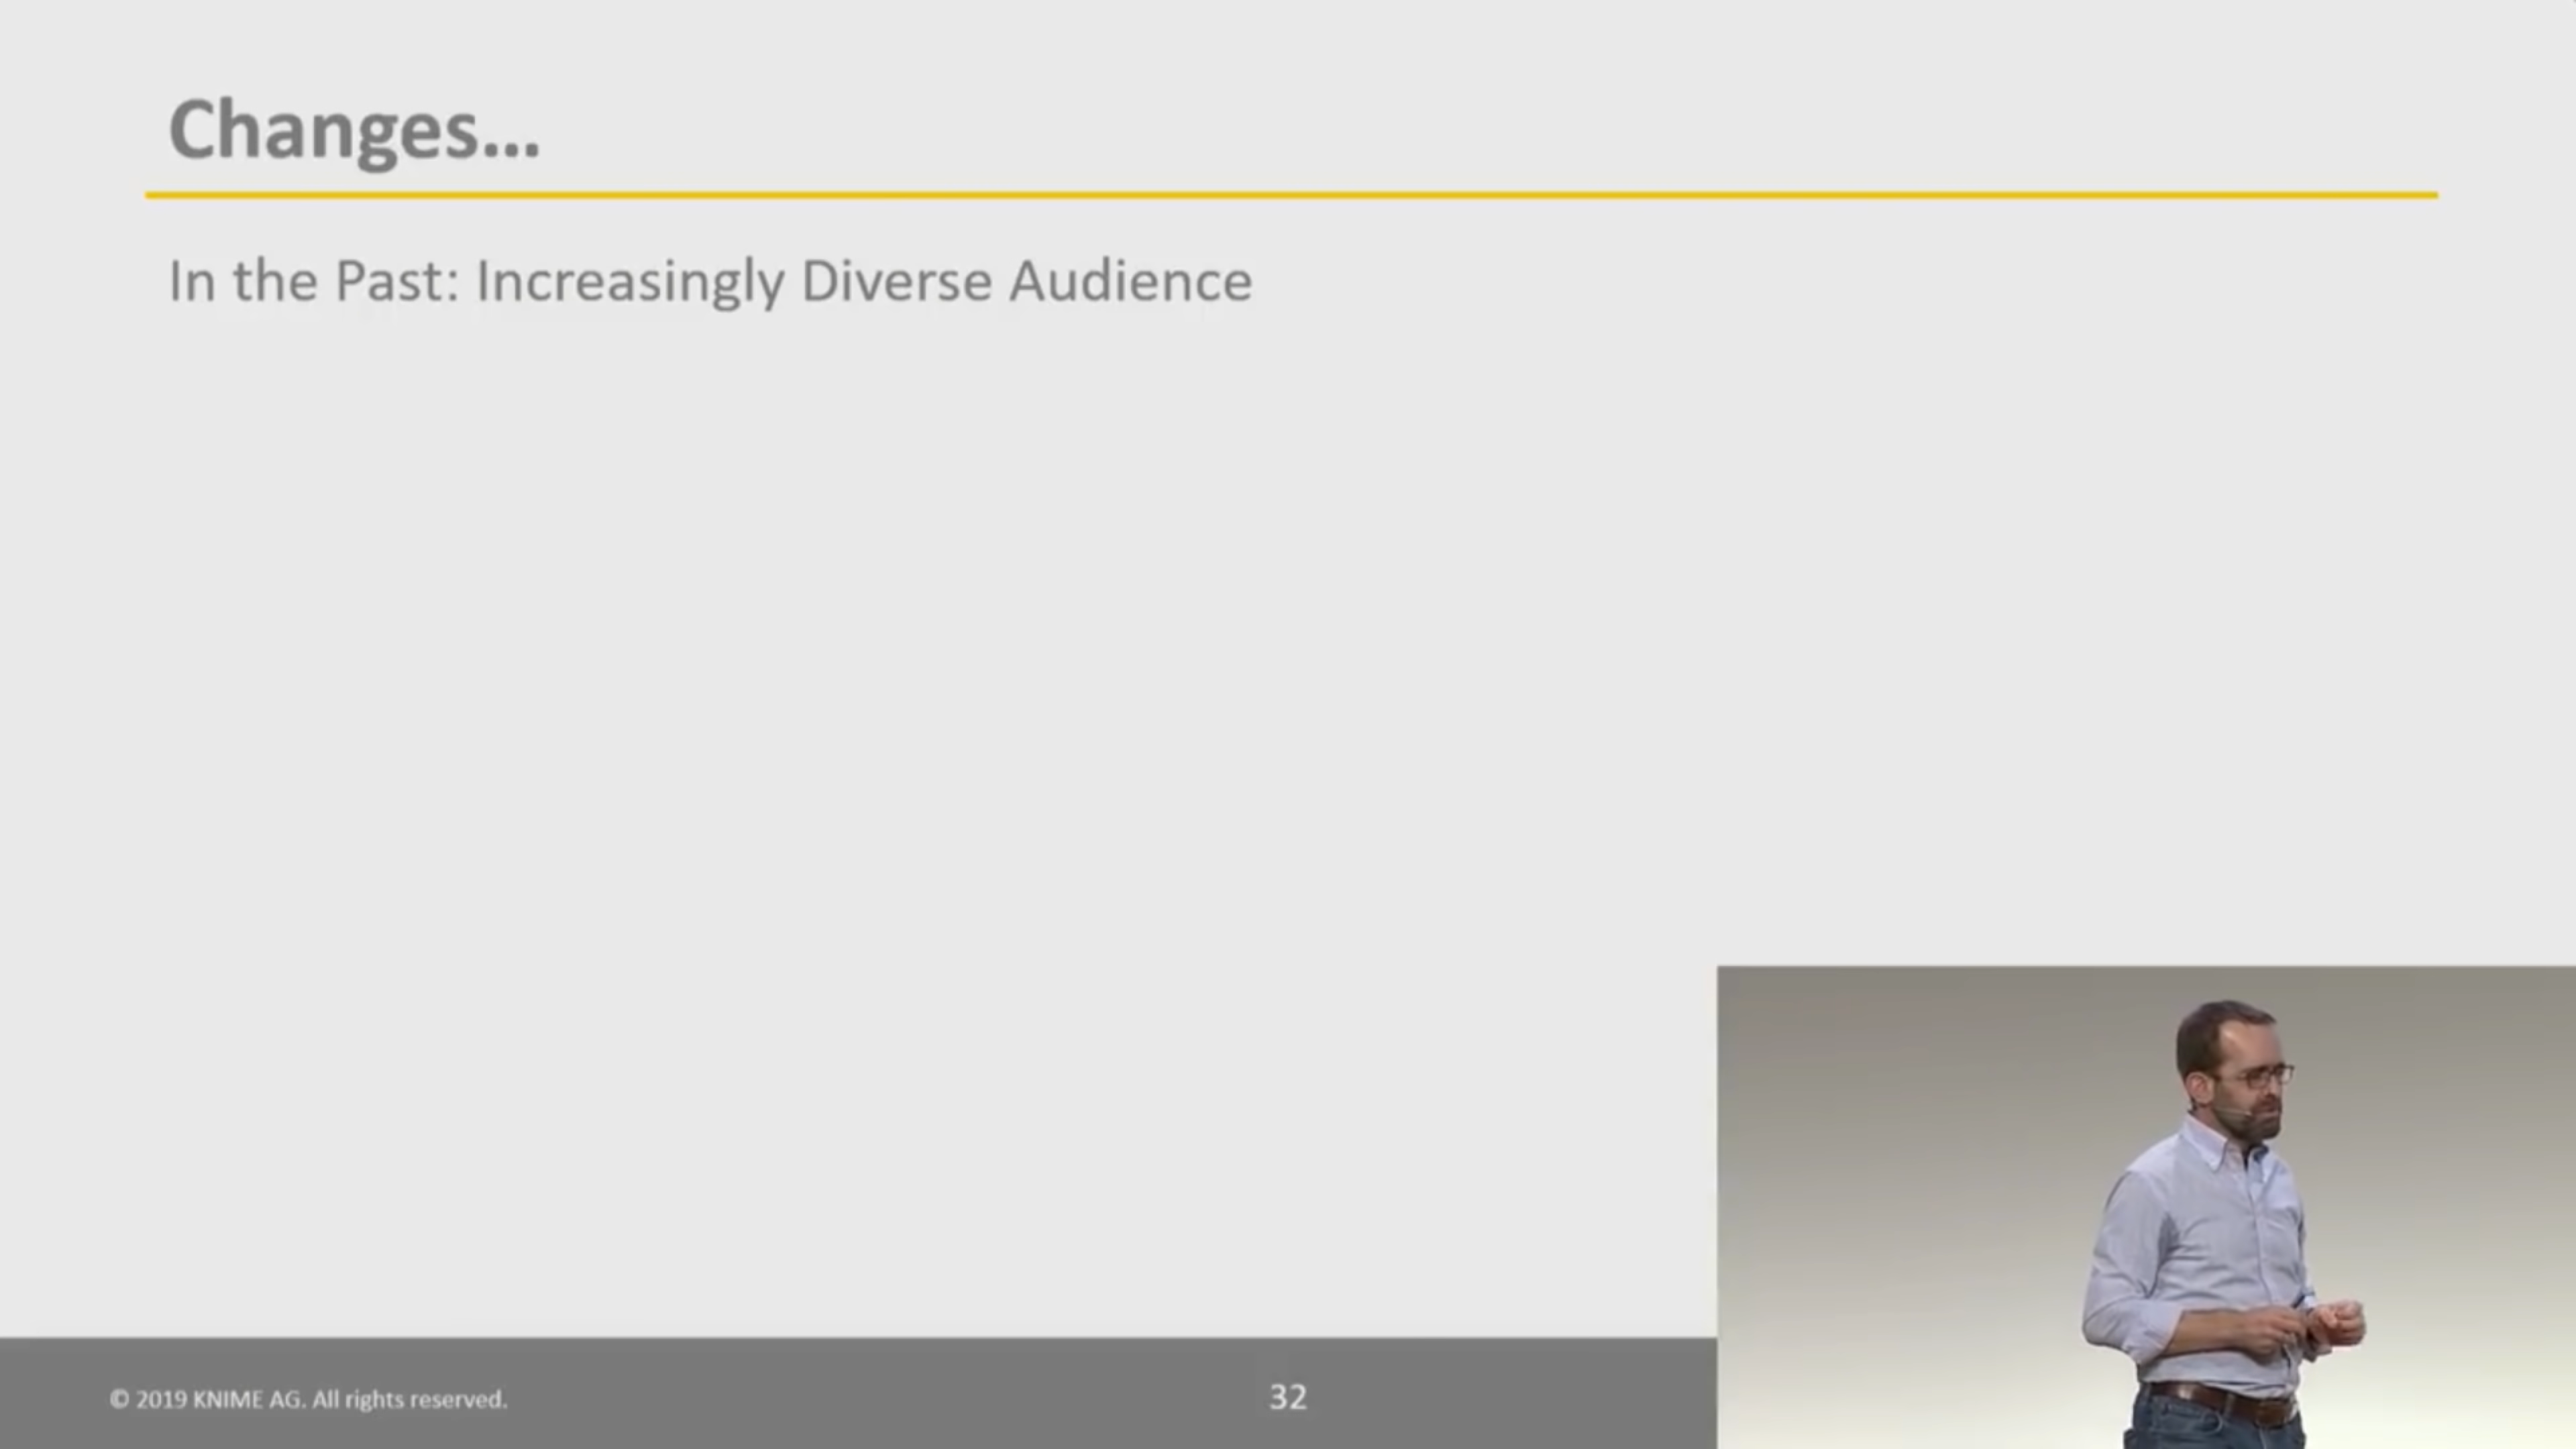 Changes...
In the Past: Increasingly Diverse Audience
© 2019 KNIME AG. All rights reserved.
32